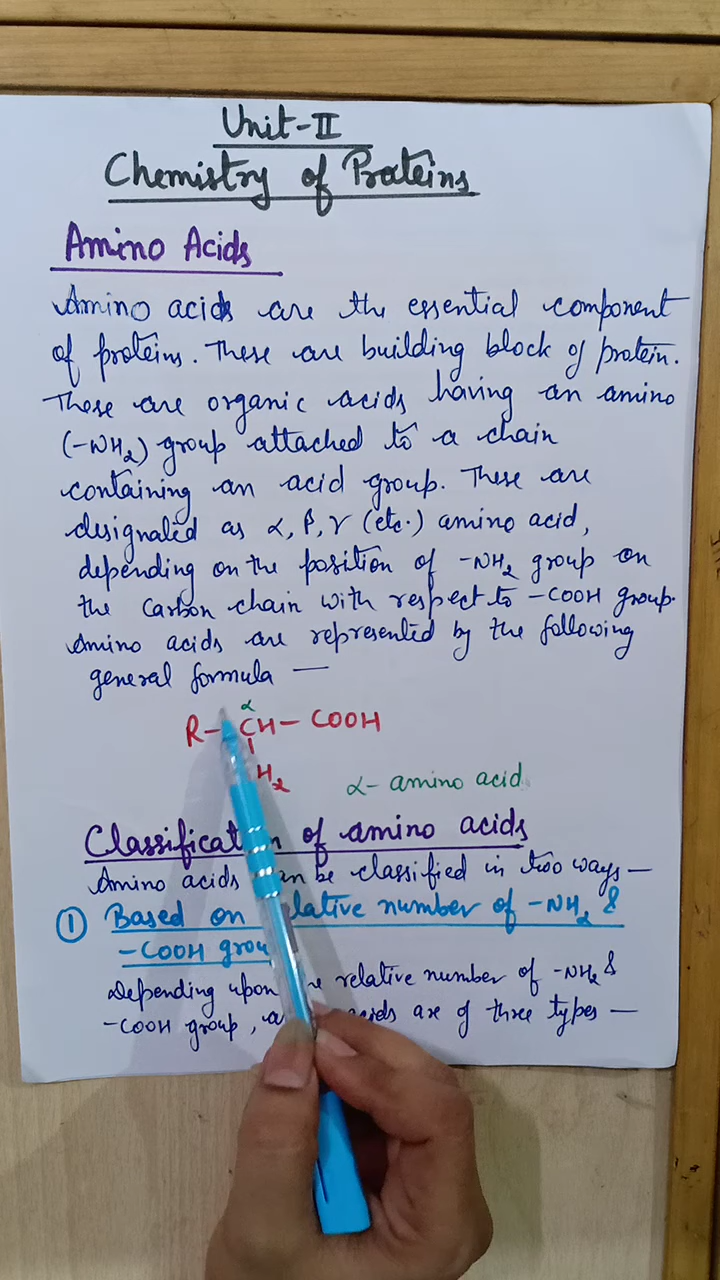 Unit-II
Chemistry of Proteins
Amino Acids
Amino acids are the essential component
of proteins. These are building block of protein.
These are organic acids having an amino
(-NH2) group attached to a chain
containing an acid group. These are
designated as α, β, γ (etc.) amino acid,
depending on the position of -NH2 group on
the carbon chain with respect to -COOH group.
Amino acids are represented by the following
general formula —
α
R- CH- COOH
H2
α- amino acid
Classification of amino acids
Amino acids can be classified in two ways —
① Based on relative number of -NH2 &
-COOH grou
Depending upon relative number of -NH2 &
-COOH group, acids are of three types —